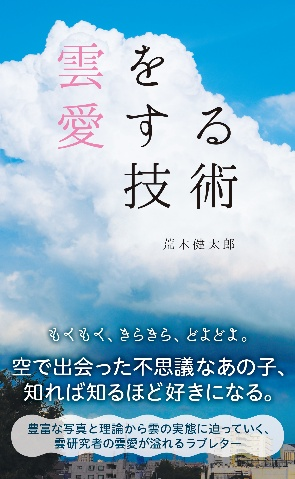 雲を
愛する
技術
荒木健太郎
もくもく、きらきら、どよどよ。
空で出会った不思議なあの子、
知れば知るほど好きになる。
豊富な写真と理論から雲の実態に迫っていく、
雲研究者の雲愛が溢れるラブレター